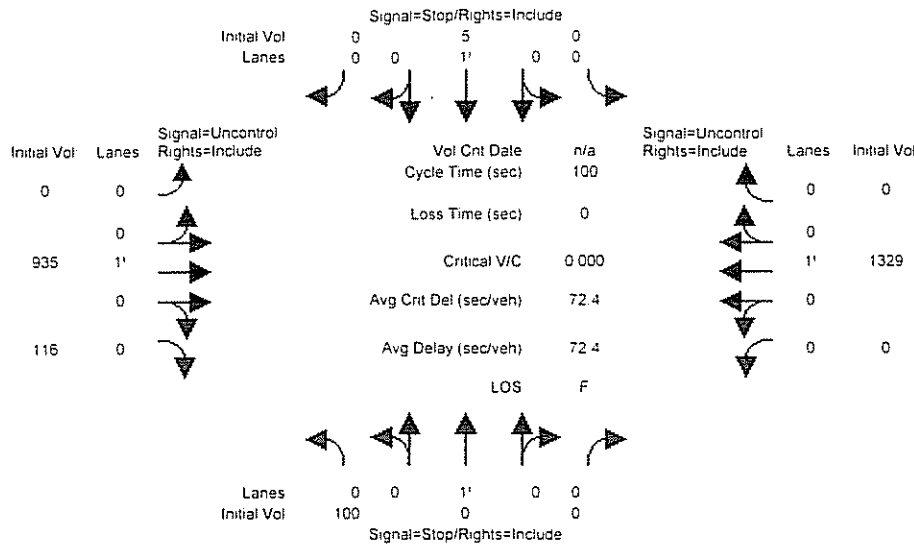 Signal=Stop/Rights=Include
Initial Vol 0 5 0
Lanes 0 0 1' 0 0
Signal=Uncontrol
Initial Vol Lanes Rights=Include
Vol Cnt Date n/a
Signal=Uncontrol
Rights=Include Lanes Initial Vol
Cycle Time (sec) 100
0 0
0 0
Loss Time (sec) 0
0
0
935 1'
Critical V/C 0 000
1' 1329
0
Avg Crit Del (sec/veh) 72.4
0
116 0
Avg Delay (sec/veh) 72 4
0 0
LOS F
Lanes 0 0 1' 0 0
Initial Vol 100 0 0
Signal=Stop/Rights=Include